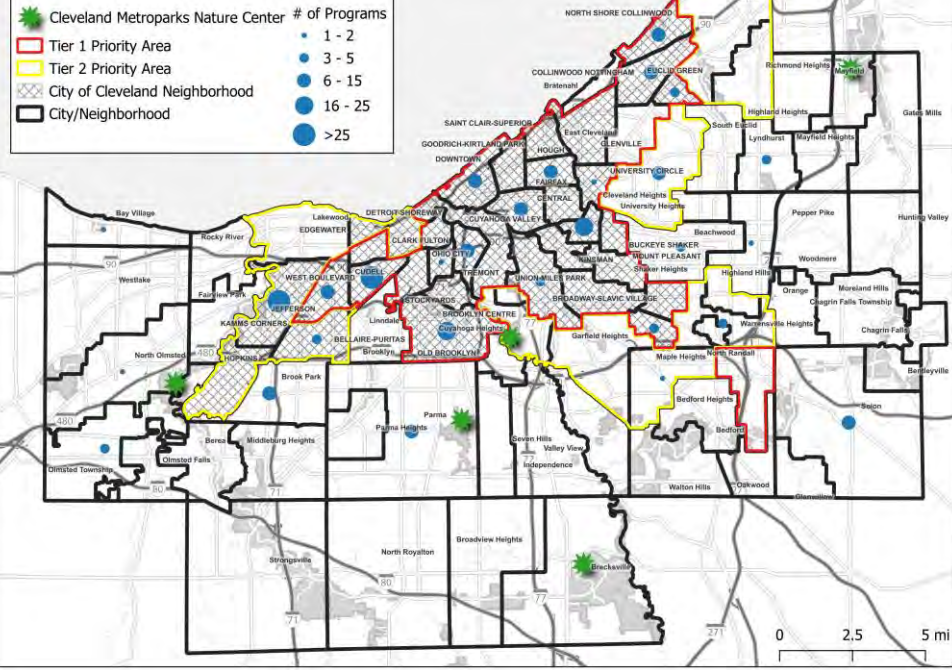 Cleveland Metroparks Nature Center
Tier 1 Priority Area
Tier 2 Priority Area
City of Cleveland Neighborhood
City/Neighborhood
# of Programs
1 - 2
3 - 5
6 - 15
16 - 25
>25
NORTH SHORE COLLINWOOD
90
Richmond Heights
Mayfield
COLLINWOOD NOTTINGHAM
EUCLID GREEN
Bratenahl
Highland Heights
Gates Mills
SAINT CLAIR-SUPERIOR
South Euclid
East Cleveland
Lyndhurst
Mayfield Heights
GOODRICH-KIRTLAND PARK
HOUGH
GLENVILLE
DOWNTOWN
UNIVERSITY CIRCLE
FAIRFAX
CENTRAL
Cleveland Heights
University Heights
Bay Village
Lakewood
DETROIT-SHOREWAY
CUYAHOGA VALLEY
Pepper Pike
Hunting Valley
EDGEWATER
Beachwood
Rocky River
CLARK FULTON
BUCKEYE SHAKER
OHIO CITY
MOUNT PLEASANT
90
KINSMAN
Woodmere
Shaker Heights
Westlake
WEST BOULEVARD
CUDELL
TREMONT
UNION-MILES PARK
Highland Hills
Orange
Moreland Hills
Fairview Park
STOCKYARDS
BROADWAY-SLAVIC VILLAGE
Chagrin Falls Township
JEFFERSON
BROOKLYN CENTRE
KAMMS CORNERS
Linndale
Cuyahoga Heights
77
Warrensville Heights
Chagrin Falls
BELLAIRE-PURITAS
Garfield Heights
North Olmsted
480
HOPKINS
Brooklyn
OLD BROOKLYN
Maple Heights
North Randall
Bentleyville
Brook Park
Bedford Heights
Solon
480
Parma
Parma Heights
Bedford
Berea
Middleburg Heights
Seven Hills
Valley View
Olmsted Falls
77
Independence
Olmsted Township
80
71
Walton Hills
Oakwood
Glenwillow
Broadview Heights
North Royalton
Strongsville
Brecksville
80
77
71
271
0
2.5
5 mi